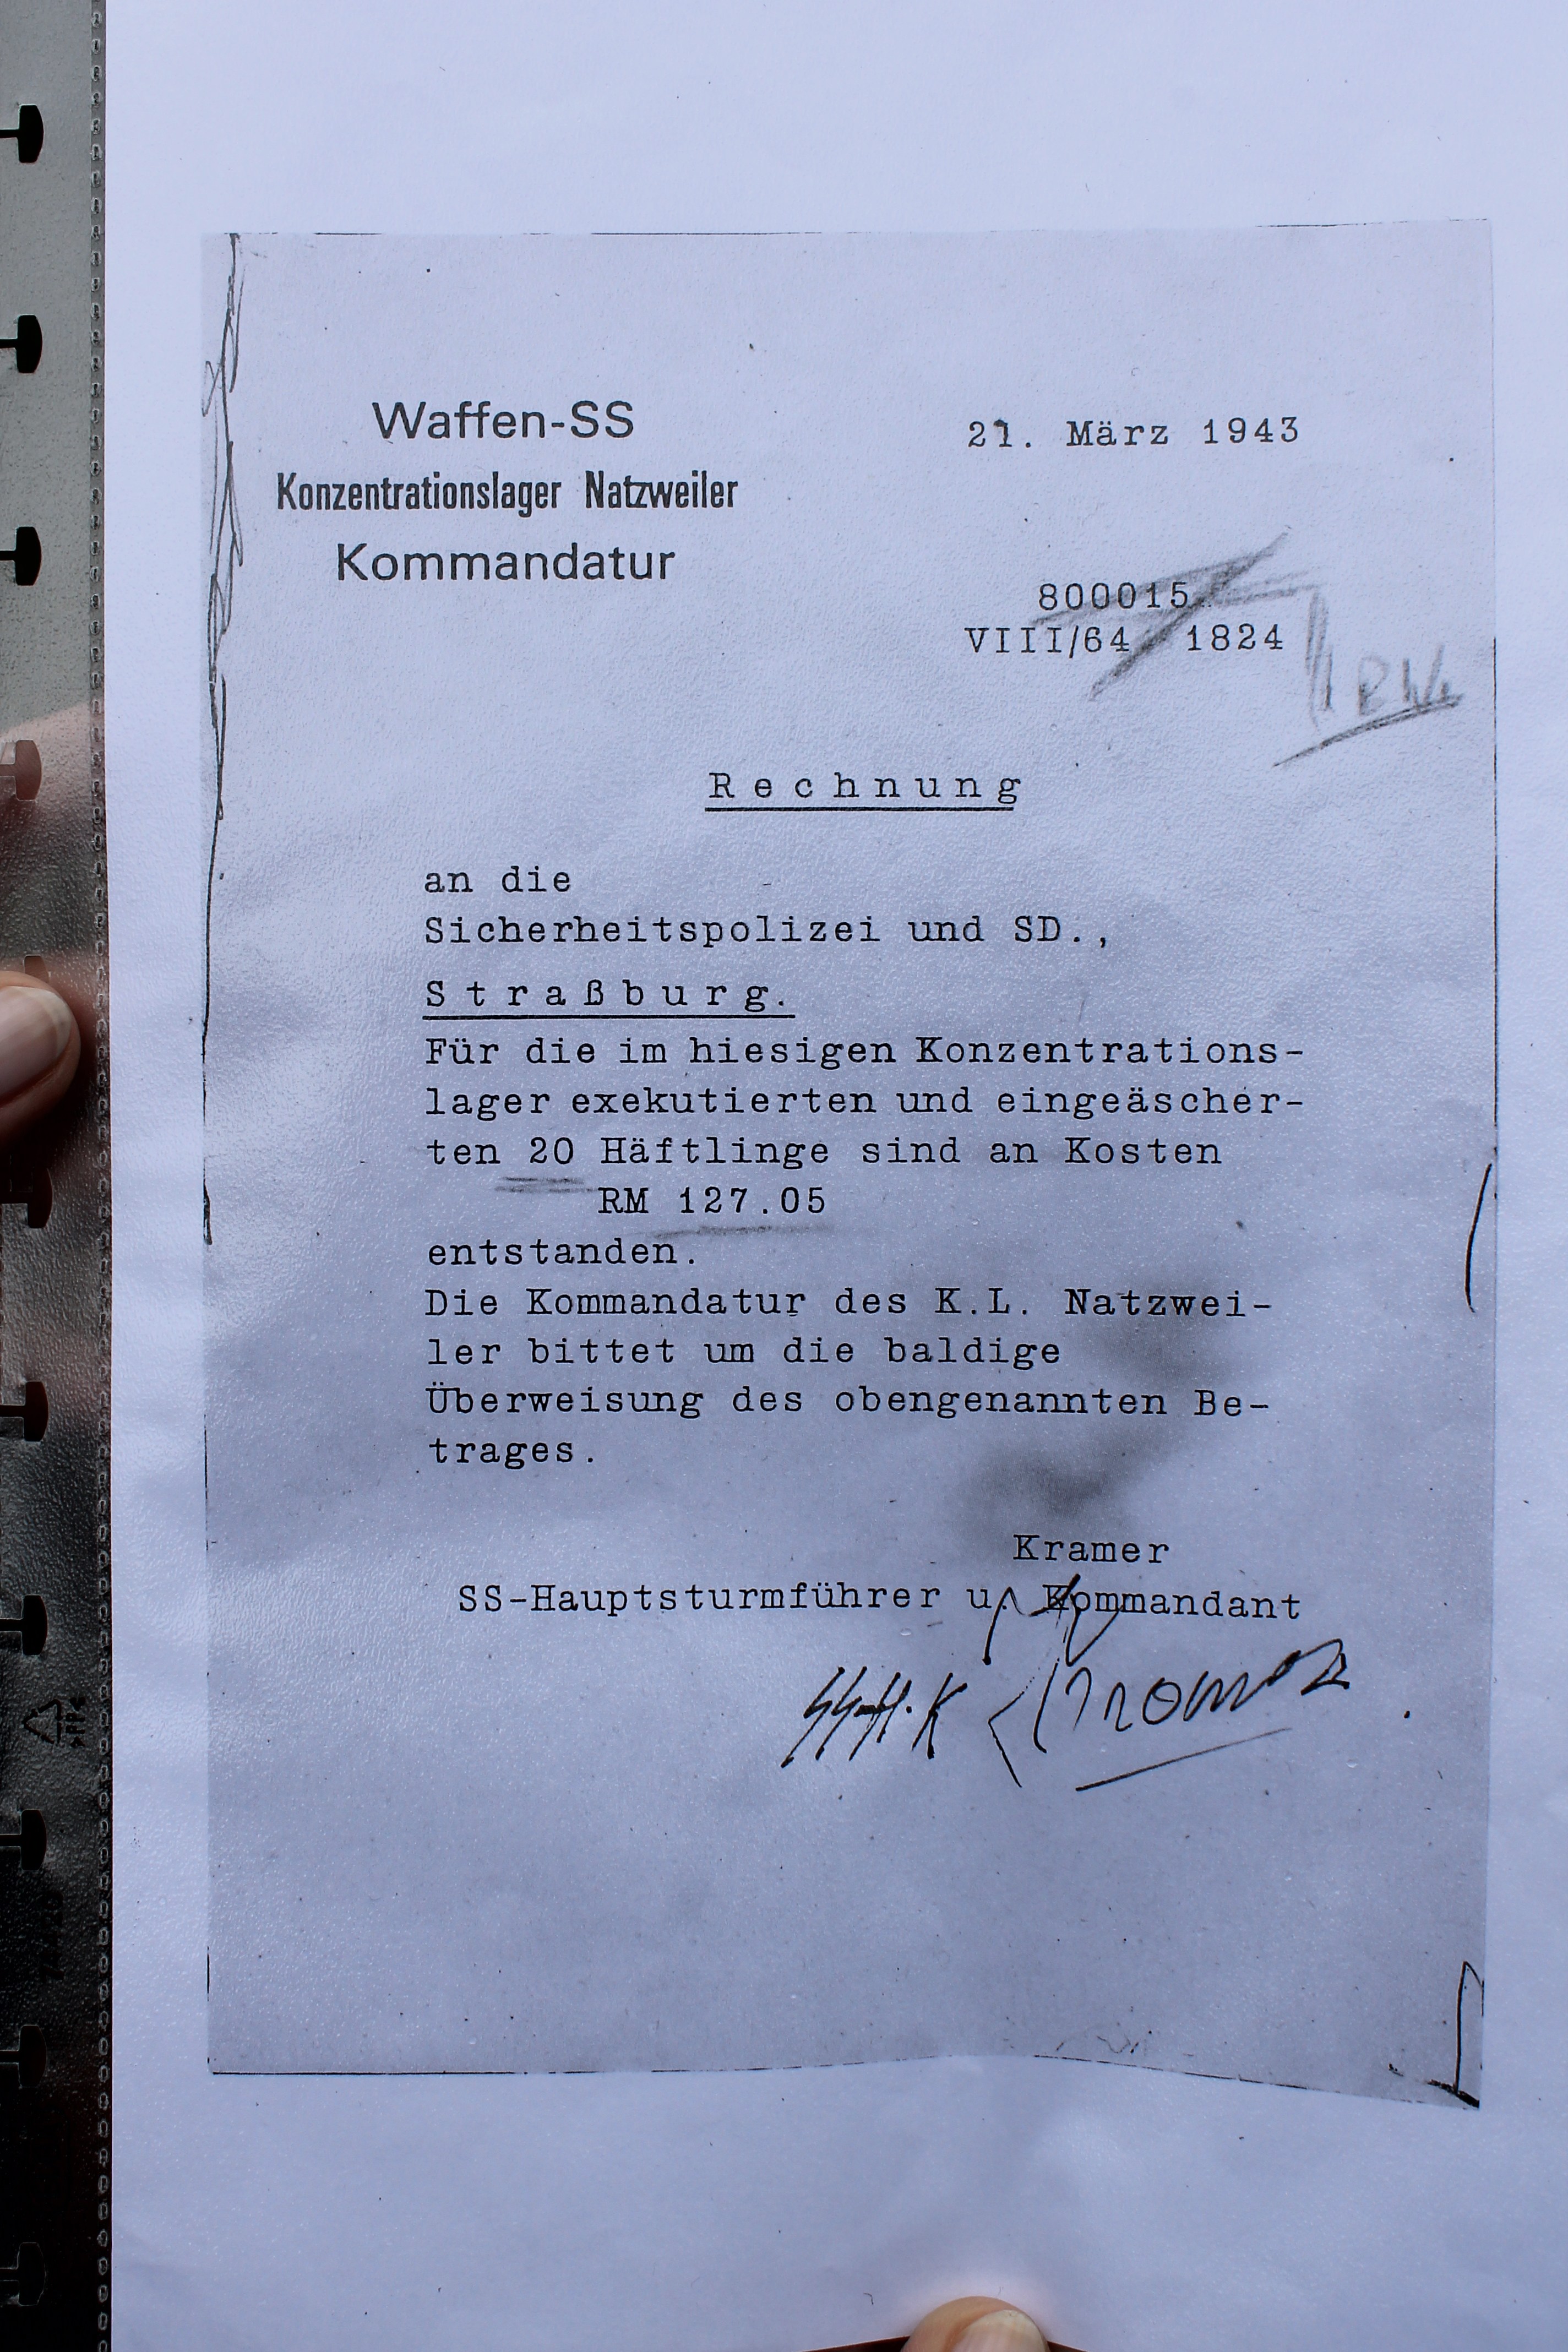 Waffen-SS
Konzentrationslager Natzweiler
Kommandatur
21. März 1943
800015
VIII/64 1824
Rechnung
an die
Sicherheitspolizei und SD.,
Straßburg.
Für die im hiesigen Konzentrations-
lager exekutierten und eingeäscher-
ten 20 Häftlinge sind an Kosten
RM 127.05
entstanden.
Die Kommandatur des K.L. Natzwei-
ler bittet um die baldige
Überweisung des obengenannten Be-
trages.
Kramer
SS-Hauptsturmführer u. Kommandant
Kramer